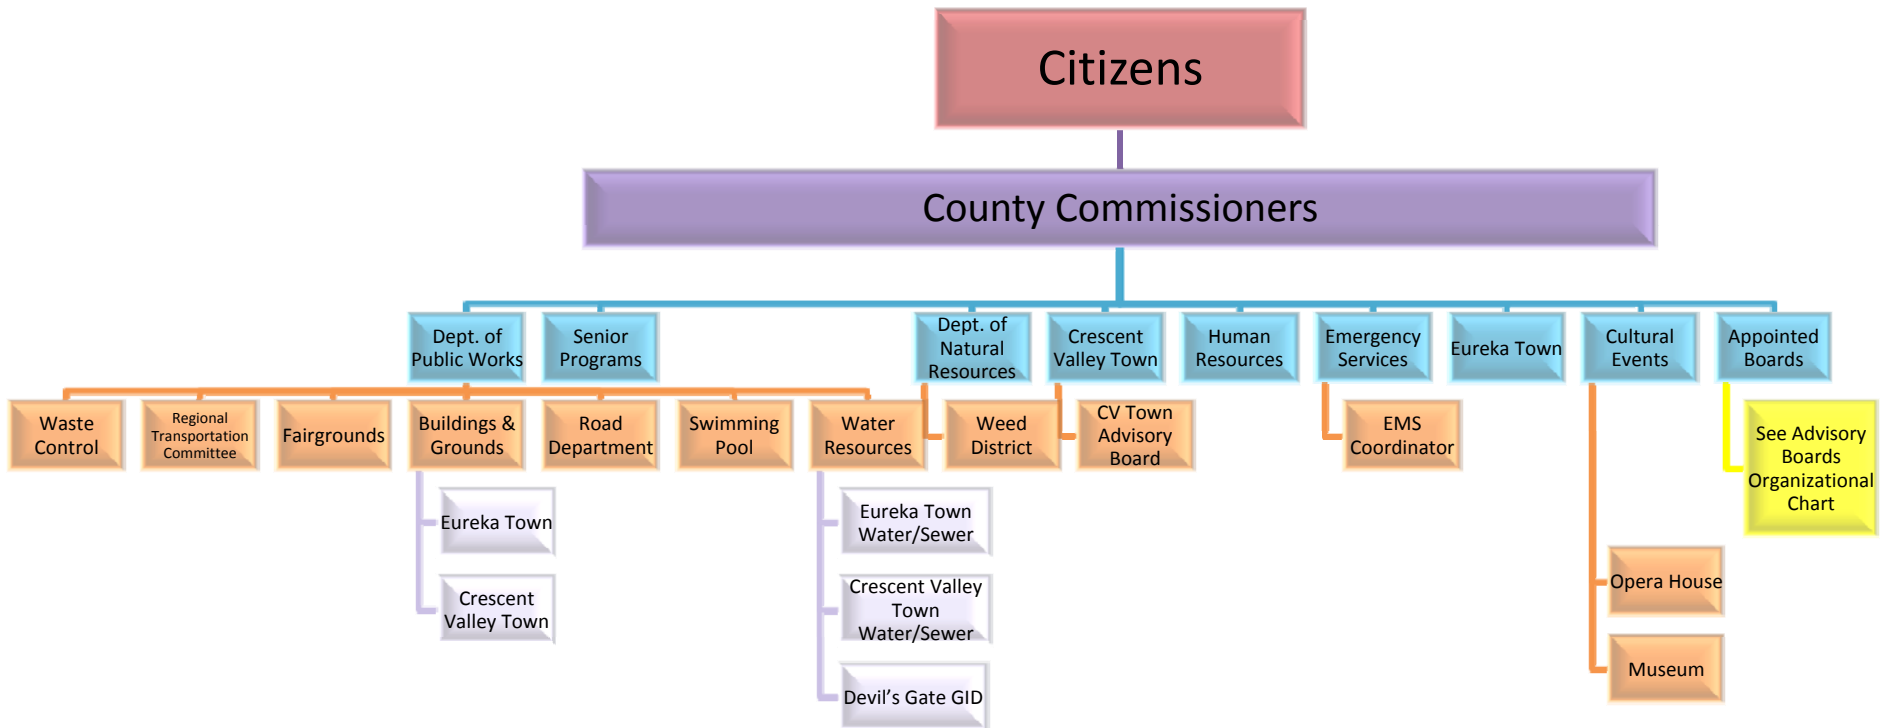 Citizens
County Commissioners
Dept. of
Public Works
Senior
Programs
Dept. of
Natural
Resources
Crescent
Valley Town
Human
Resources
Emergency
Services
Eureka Town
Cultural
Events
Appointed
Boards
Waste
Control
Regional
Transportation
Committee
Fairgrounds
Buildings &
Grounds
Road
Department
Swimming
Pool
Water
Resources
Weed
District
CV Town
Advisory
Board
EMS
Coordinator
See Advisory
Boards
Organizational
Chart
Eureka Town
Crescent
Valley Town
Eureka Town
Water/Sewer
Crescent Valley
Town
Water/Sewer
Devil’s Gate GID
Opera House
Museum